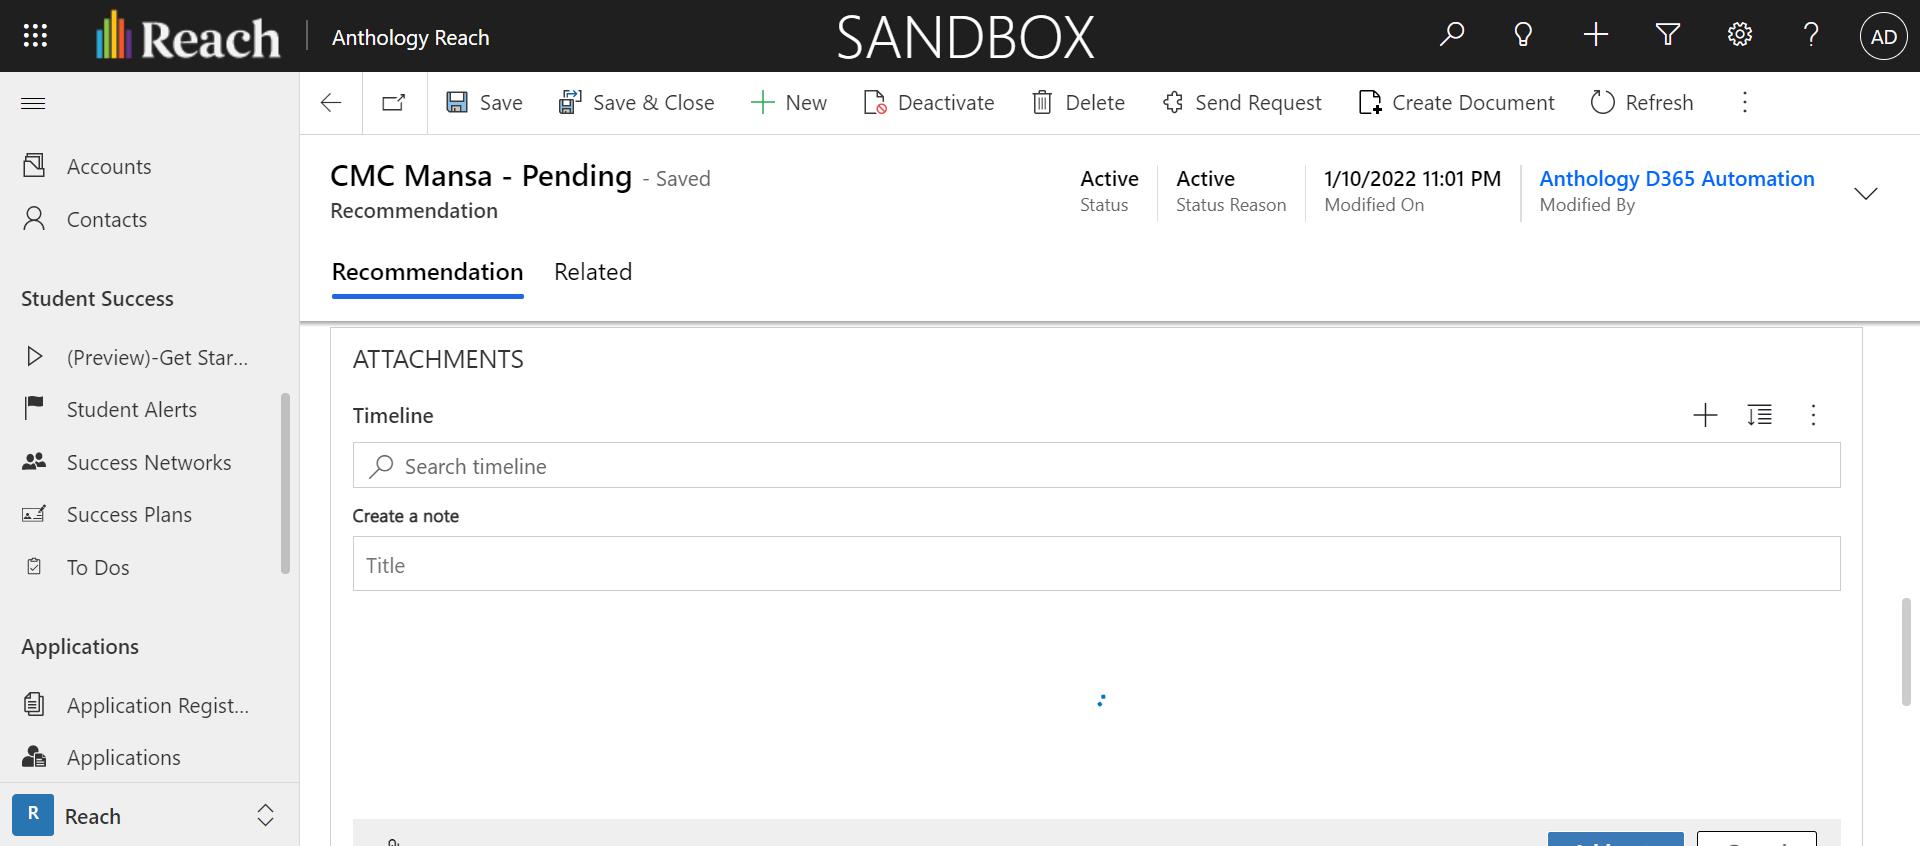 Reach
Anthology Reach
SANDBOX
AD
Save
Save & Close
New
Deactivate
Delete
Send Request
Create Document
Refresh
Accounts
Contacts
Student Success
(Preview)-Get Star...
Student Alerts
Success Networks
Success Plans
To Dos
Applications
Application Regist...
Applications
R
Reach
CMC Mansa - Pending - Saved
Recommendation
Active
Status
Active
Status Reason
1/10/2022 11:01 PM
Modified On
Anthology D365 Automation
Modified By
Recommendation
Related
ATTACHMENTS
Timeline
Search timeline
Create a note
Title